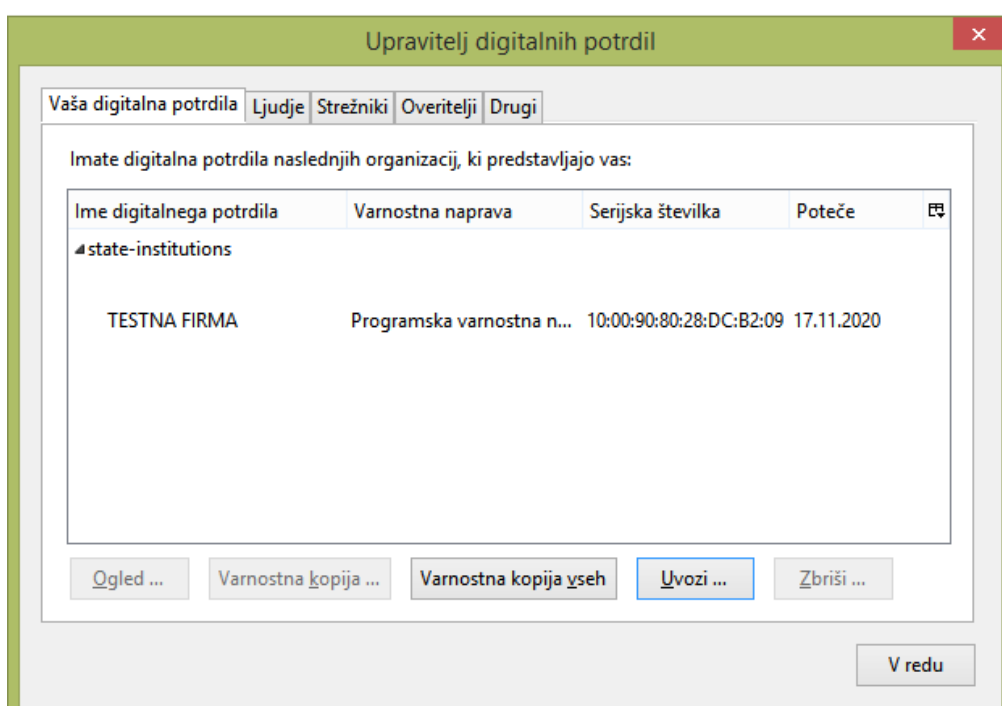 Upravitelj digitalnih potrdil
Vaša digitalna potrdila Ljudje Strežniki Overitelji Drugi
Imate digitalna potrdila naslednjih organizacij, ki predstavljajo vas:
Ime digitalnega potrdila Varnostna naprava Serijska številka Poteče
state-institutions
TESTNA FIRMA Programska varnostna n... 10:00:90:80:28:DC:B2:09 17.11.2020
Ogled ... Varnostna kopija ... Varnostna kopija vseh Uvozi ... Zbriši ...
V redu